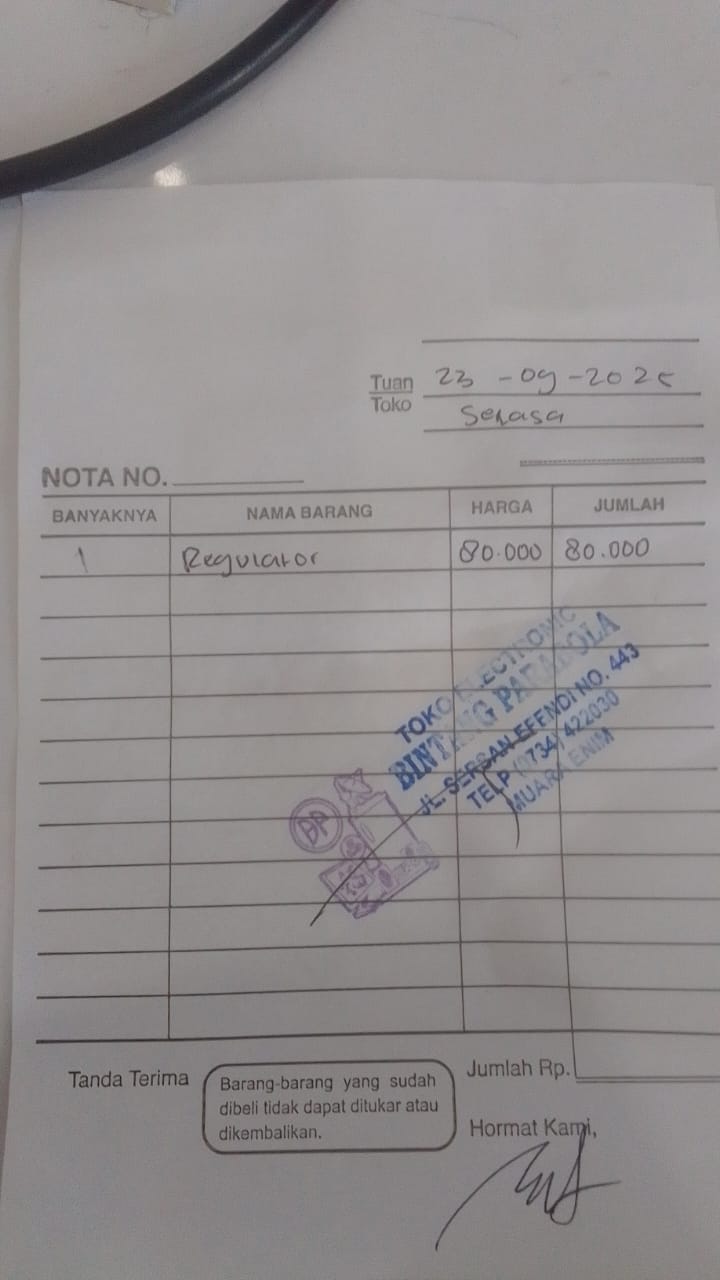 Tuan 23 - 09 - 2025
Toko Selasa
NOTA NO.
BANYAKNYA NAMA BARANG HARGA JUMLAH
1 Regulator 80.000 80.000
TOKO ELECTRONIC
BINTANG PARABOLA
JL. SERSAN EFENDI NO. 443
TELP (0734) 422030
MUARA ENIM
BP
Tanda Terima
Barang-barang yang sudah
dibeli tidak dapat ditukar atau
dikembalikan.
Jumlah Rp.
Hormat Kami,